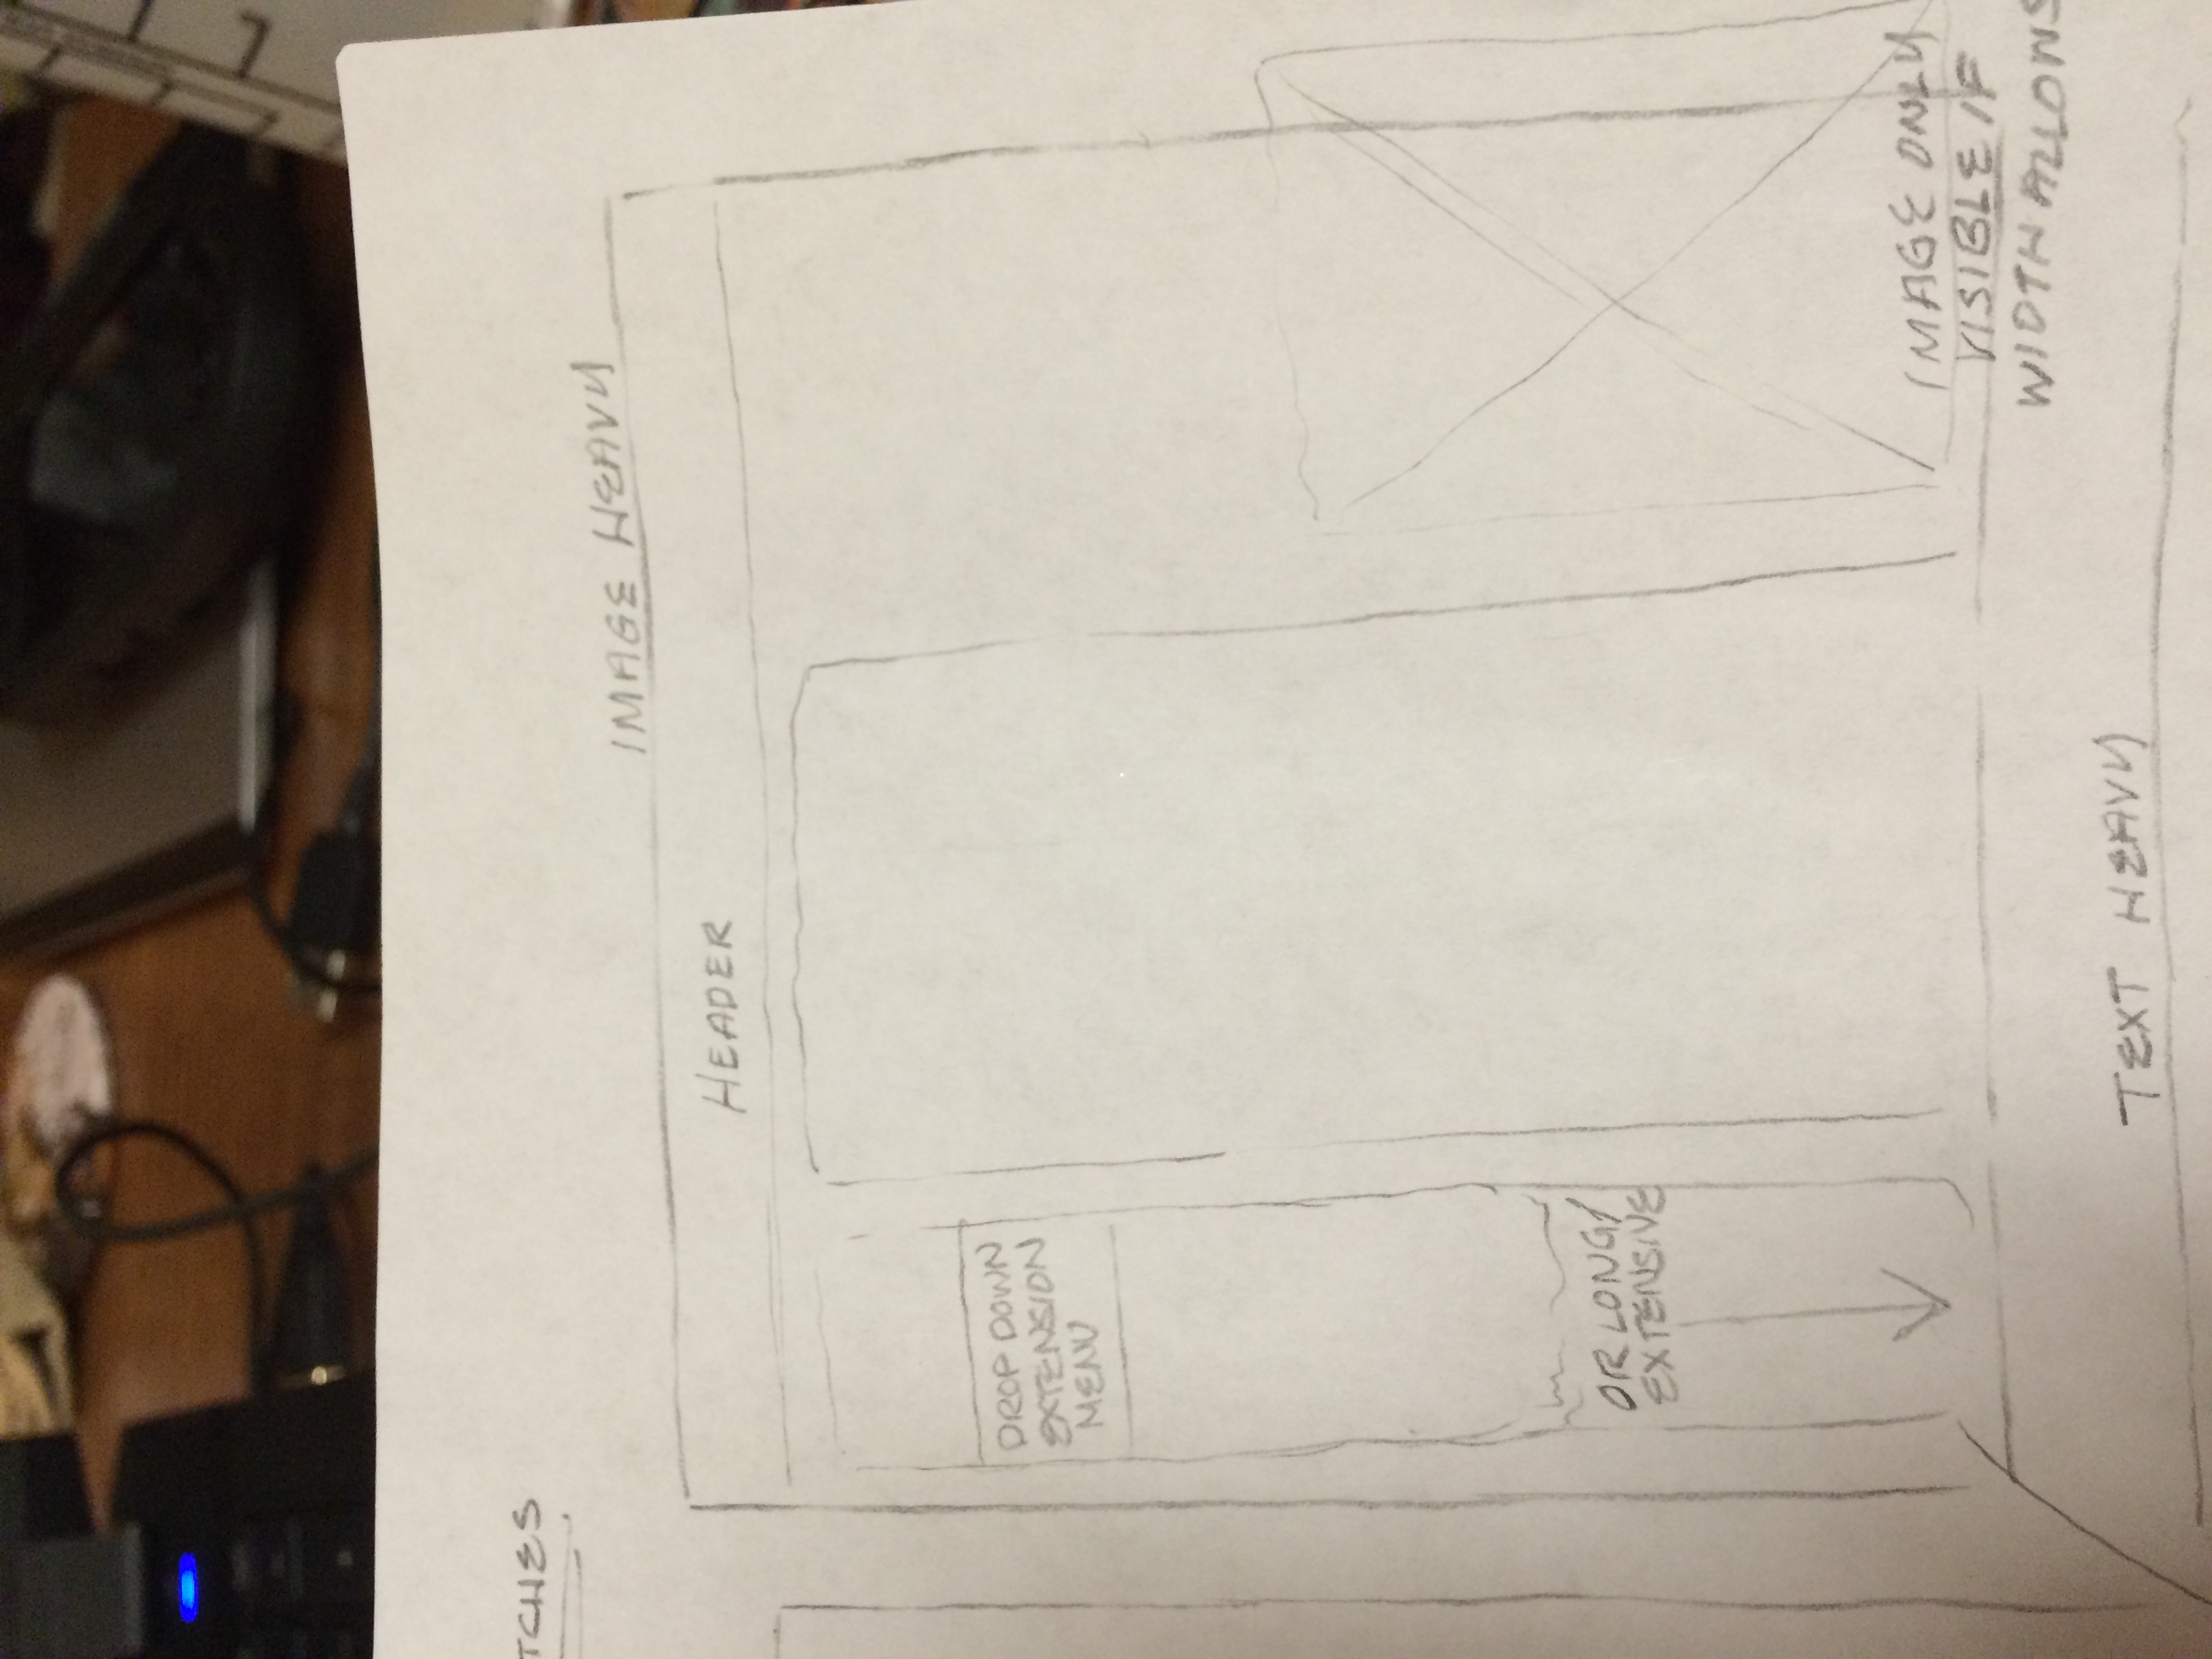 TCHES
IMAGE HEAVY
HEADER
DROP DOWN
EXTENSION
MENU
OR LONG/
EXTENSIVE
IMAGE ONLY
VISIBLE IF
WIDTH ALLOWS
TEXT HEAVY